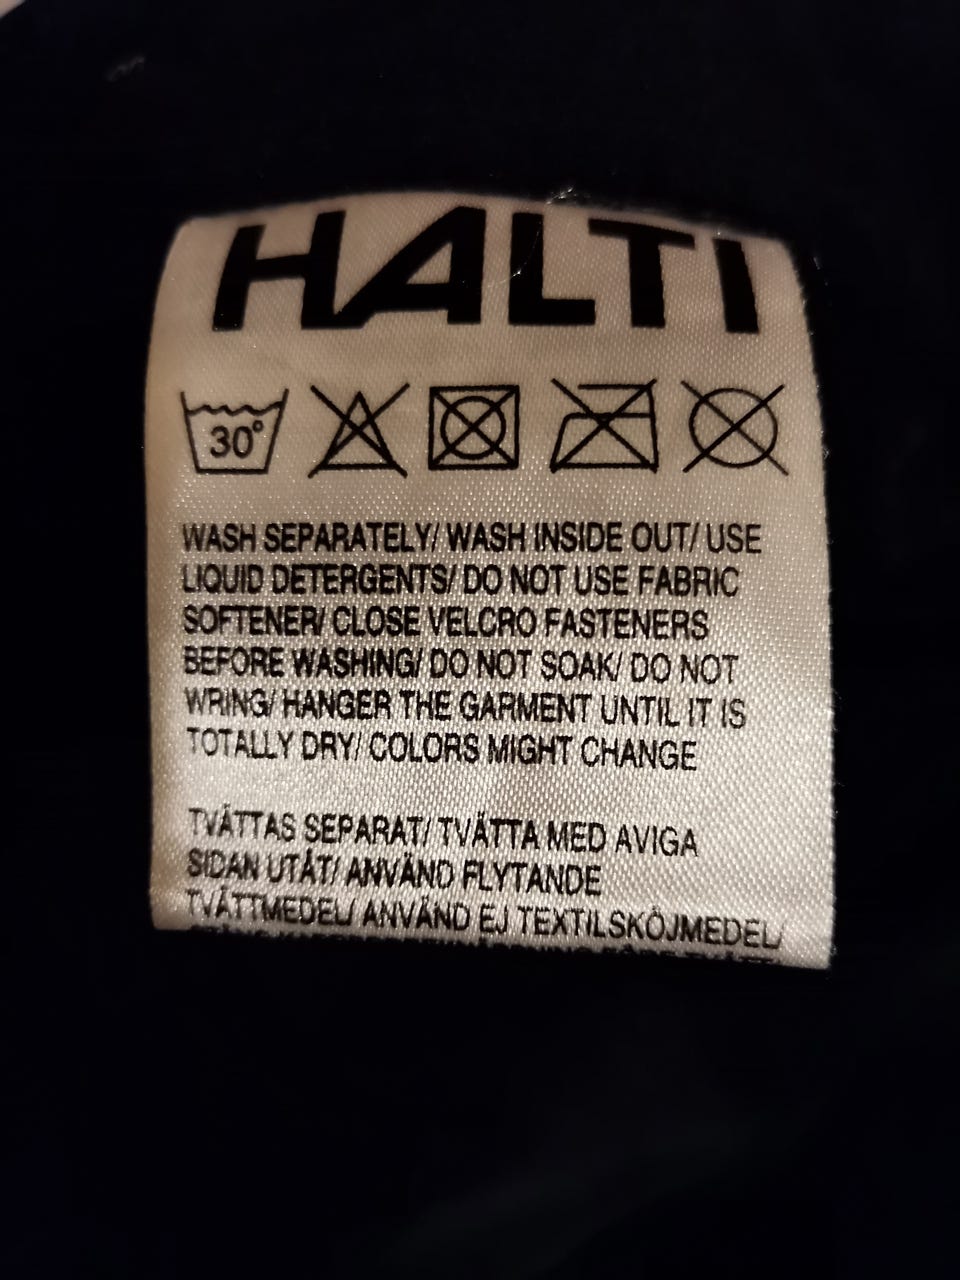 HALTI
30°
WASH SEPARATELY/ WASH INSIDE OUT/ USE
LIQUID DETERGENTS/ DO NOT USE FABRIC
SOFTENER/ CLOSE VELCRO FASTENERS
BEFORE WASHING/ DO NOT SOAK/ DO NOT
WRING/ HANGER THE GARMENT UNTIL IT IS
TOTALLY DRY/ COLORS MIGHT CHANGE
TVÄTTAS SEPARAT/ TVÄTTA MED AVIGA
SIDAN UTÅT/ ANVÄND FLYTANDE
TVÄTTMEDEL/ ANVÄND EJ TEXTILSKÖJMEDEL/